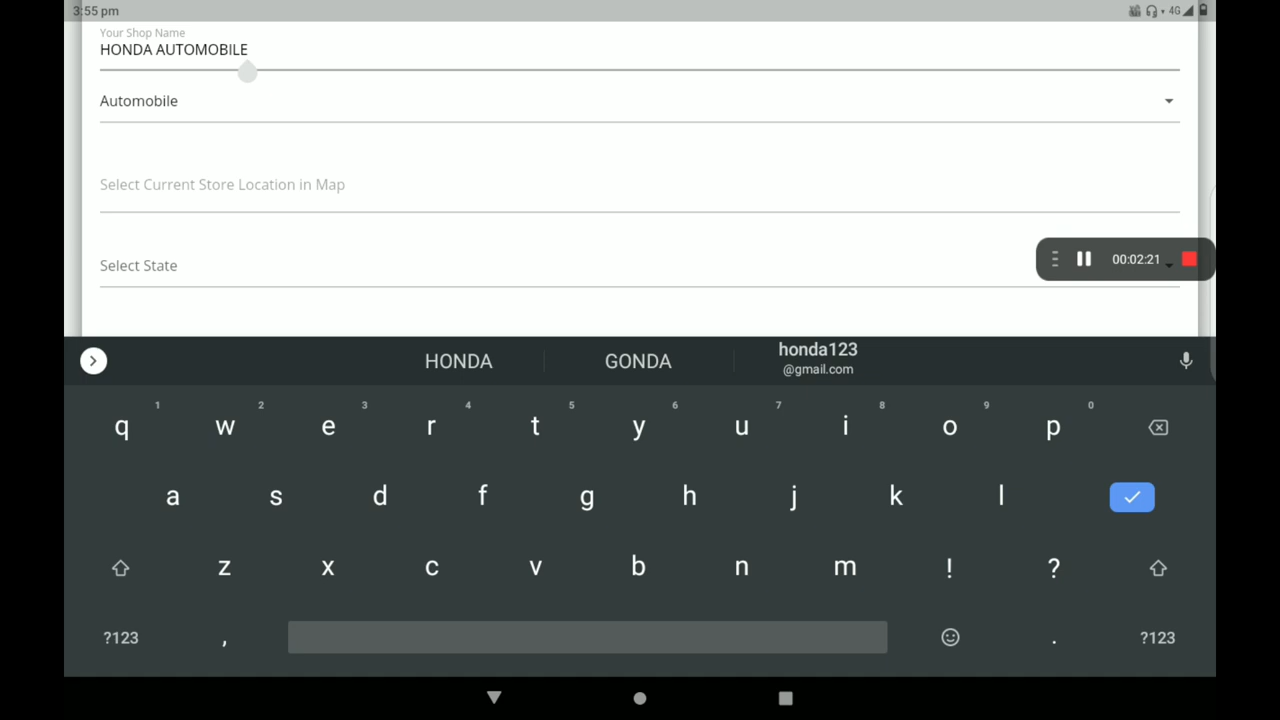 3:55 pm
4G
Your Shop Name
HONDA AUTOMOBILE
Automobile
Select Current Store Location in Map
Select State
00:02:21
HONDA GONDA honda123
@gmail.com
1 2 3 4 5 6 7 8 9 0
q w e r t y u i o p
a s d f g h j k l
z x c v b n m ! ?
?123 , . ?123